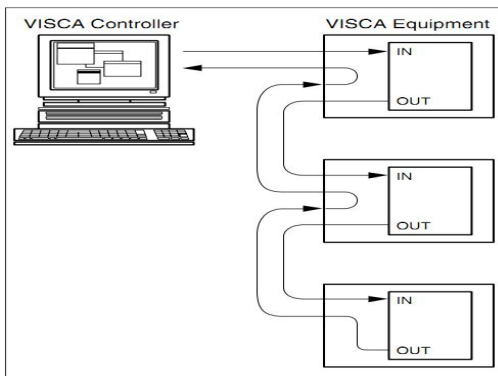 VISCA Controller
VISCA Equipment
IN
OUT
IN
OUT
IN
OUT